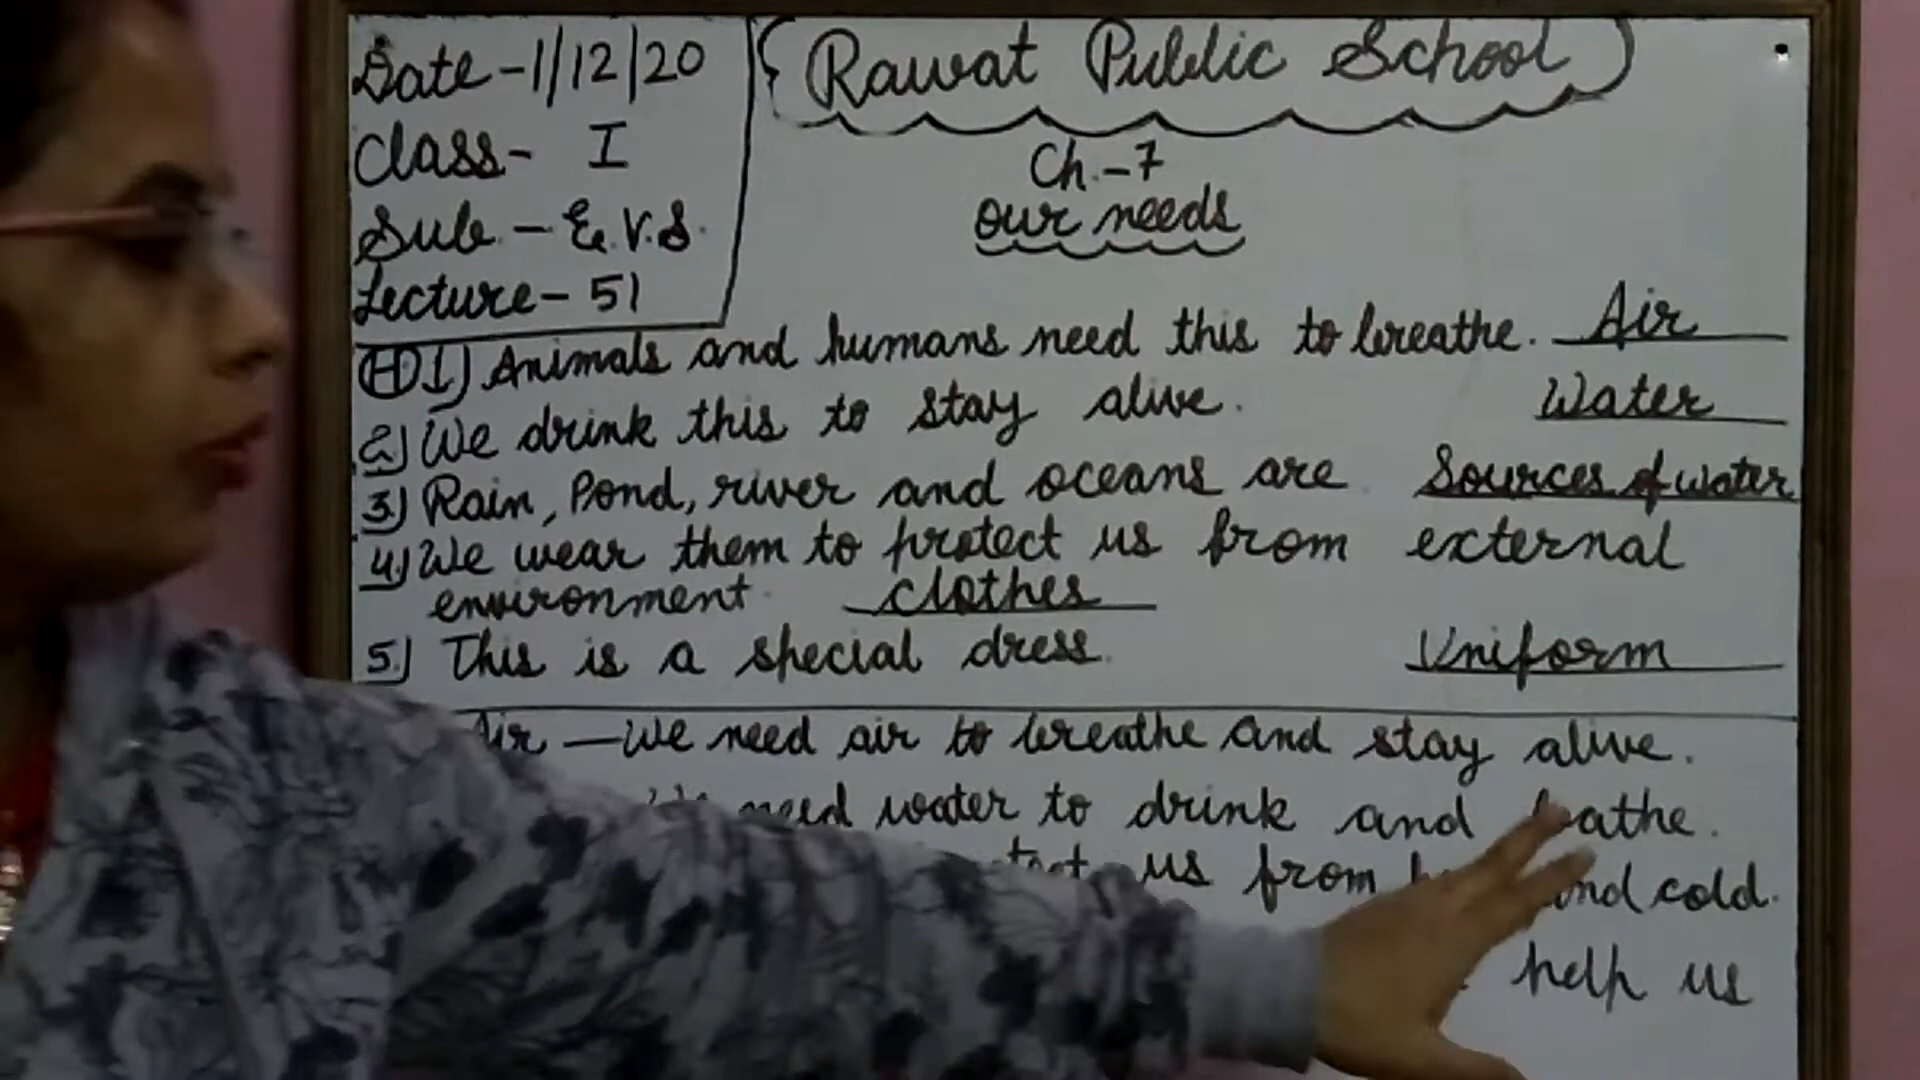 Date - 1/12/20
Class - I
Sub - E.V.S.
Lecture - 51
Rawat Public School
Ch. - 7
our needs
(H) 1) Animals and humans need this to breathe. Air
2) We drink this to stay alive. Water
3) Rain, Pond, river and oceans are Sources of water
4) We wear them to protect us from external
environment. clothes
5.) This is a special dress. Uniform
Air — We need air to breathe and stay alive.
need water to drink and bathe.
us from and cold.
help us